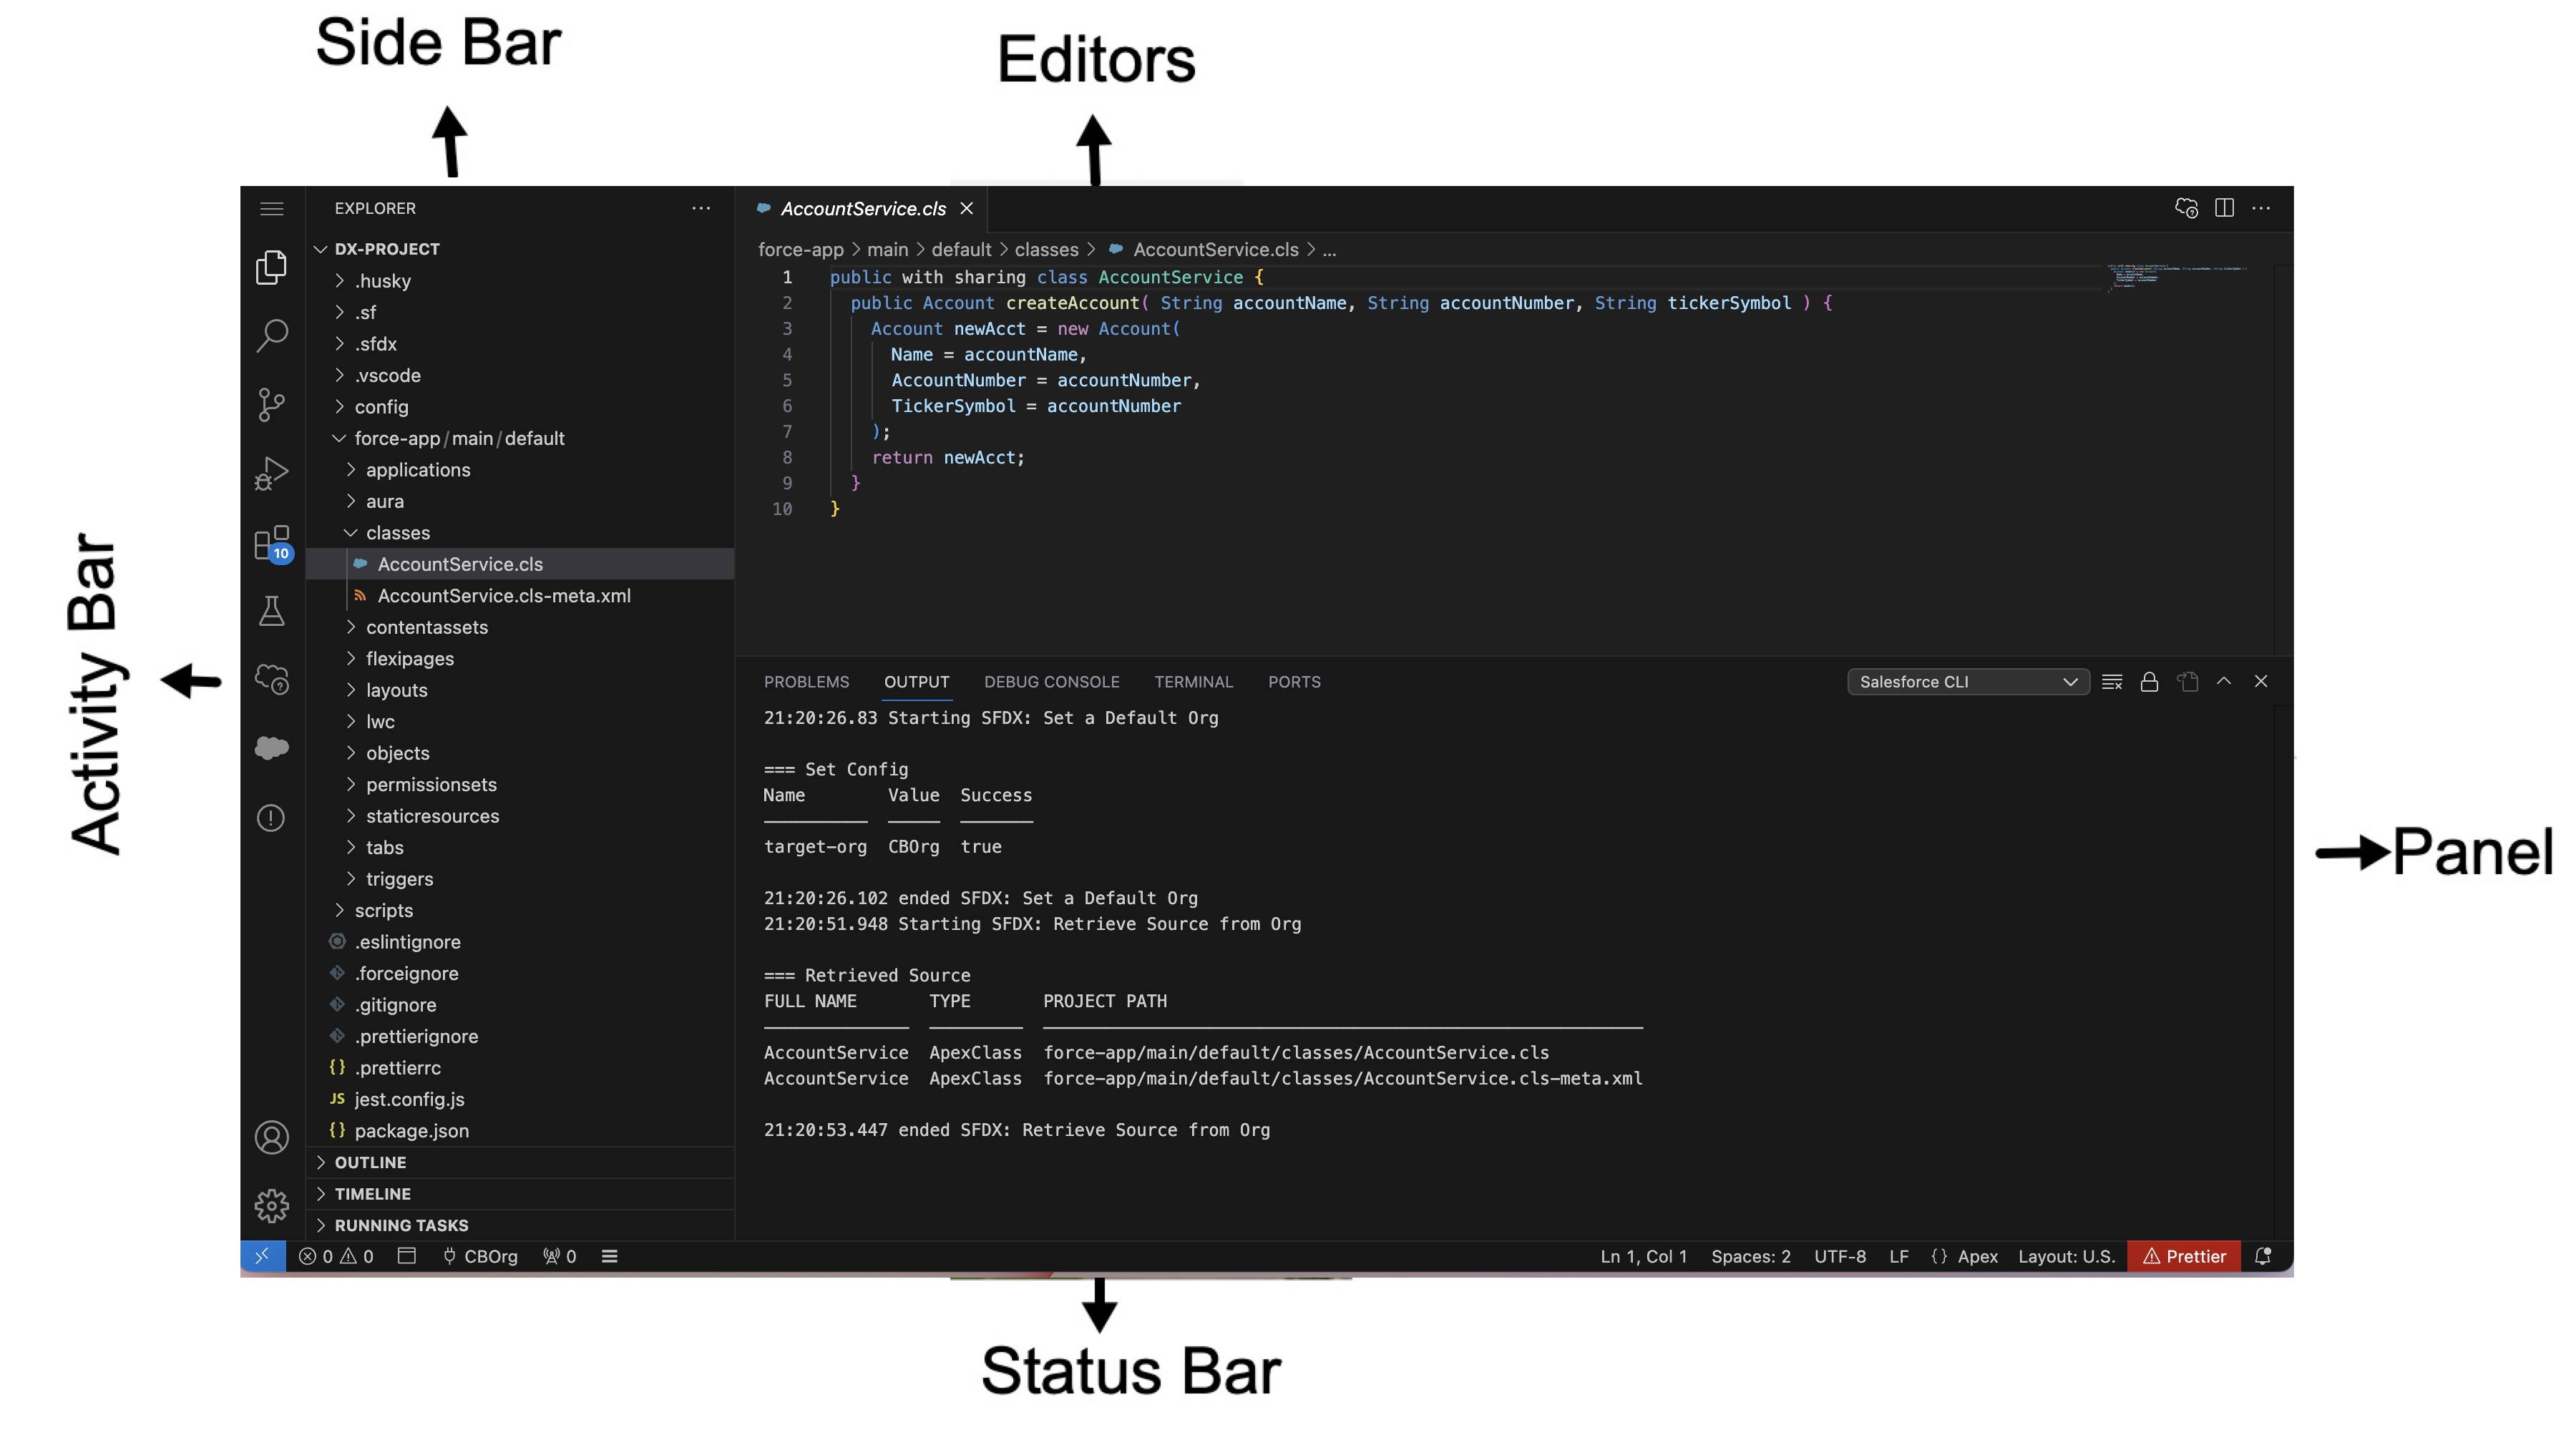 Side Bar
Editors
Activity Bar
Panel
Status Bar
EXPLORER
DX-PROJECT
.husky
.sf
.sfdx
.vscode
config
force-app/main/default
applications
aura
classes
AccountService.cls
AccountService.cls-meta.xml
contentassets
flexipages
layouts
lwc
objects
permissionsets
staticresources
tabs
triggers
scripts
.eslintignore
.forceignore
.gitignore
.prettierignore
{} .prettierrc
JS jest.config.js
{} package.json
OUTLINE
TIMELINE
RUNNING TASKS
10
AccountService.cls
force-app > main > default > classes > AccountService.cls > ...
1 public with sharing class AccountService {
2 public Account createAccount( String accountName, String accountNumber, String tickerSymbol ) {
3 Account newAcct = new Account(
4 Name = accountName,
5 AccountNumber = accountNumber,
6 TickerSymbol = accountNumber
7 );
8 return newAcct;
9 }
10 }
PROBLEMS OUTPUT DEBUG CONSOLE TERMINAL PORTS
Salesforce CLI
21:20:26.83 Starting SFDX: Set a Default Org
=== Set Config
Name Value Success
target-org CBOrg true
21:20:26.102 ended SFDX: Set a Default Org
21:20:51.948 Starting SFDX: Retrieve Source from Org
=== Retrieved Source
FULL NAME TYPE PROJECT PATH
AccountService ApexClass force-app/main/default/classes/AccountService.cls
AccountService ApexClass force-app/main/default/classes/AccountService.cls-meta.xml
21:20:53.447 ended SFDX: Retrieve Source from Org
0 0 CBOrg 0
Ln 1, Col 1 Spaces: 2 UTF-8 LF {} Apex Layout: U.S. Prettier